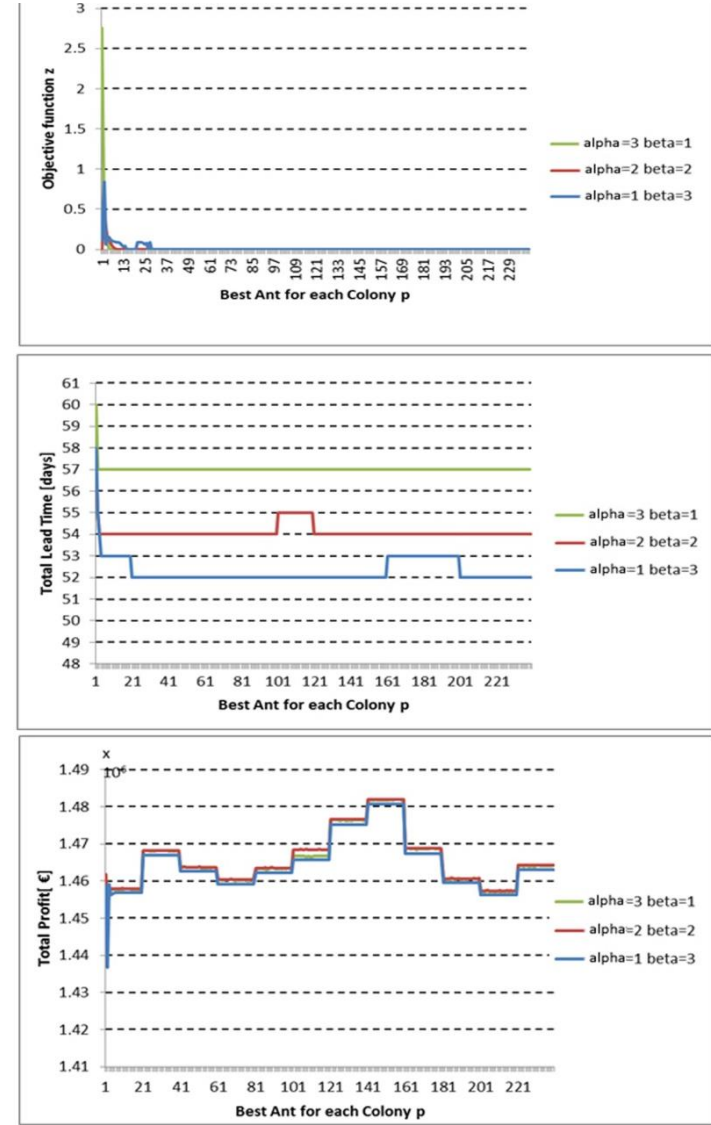 3
2.5
2
1.5
1
0.5
0
Objective function z
1 13 25 37 49 61 73 85 97 109 121 133 145 157 169 181 193 205 217 229
Best Ant for each Colony p
alpha=3 beta=1
alpha=2 beta=2
alpha=1 beta=3
61
60
59
58
57
56
55
54
53
52
51
50
49
48
Total Lead Time [days]
1 21 41 61 81 101 121 141 161 181 201 221
Best Ant for each Colony p
alpha=3 beta=1
alpha=2 beta=2
alpha=1 beta=3
x
10⁶
1.49
1.48
1.47
1.46
1.45
1.44
1.43
1.42
1.41
Total Profit[ €]
1 21 41 61 81 101 121 141 161 181 201 221
Best Ant for each Colony p
alpha=3 beta=1
alpha=2 beta=2
alpha=1 beta=3